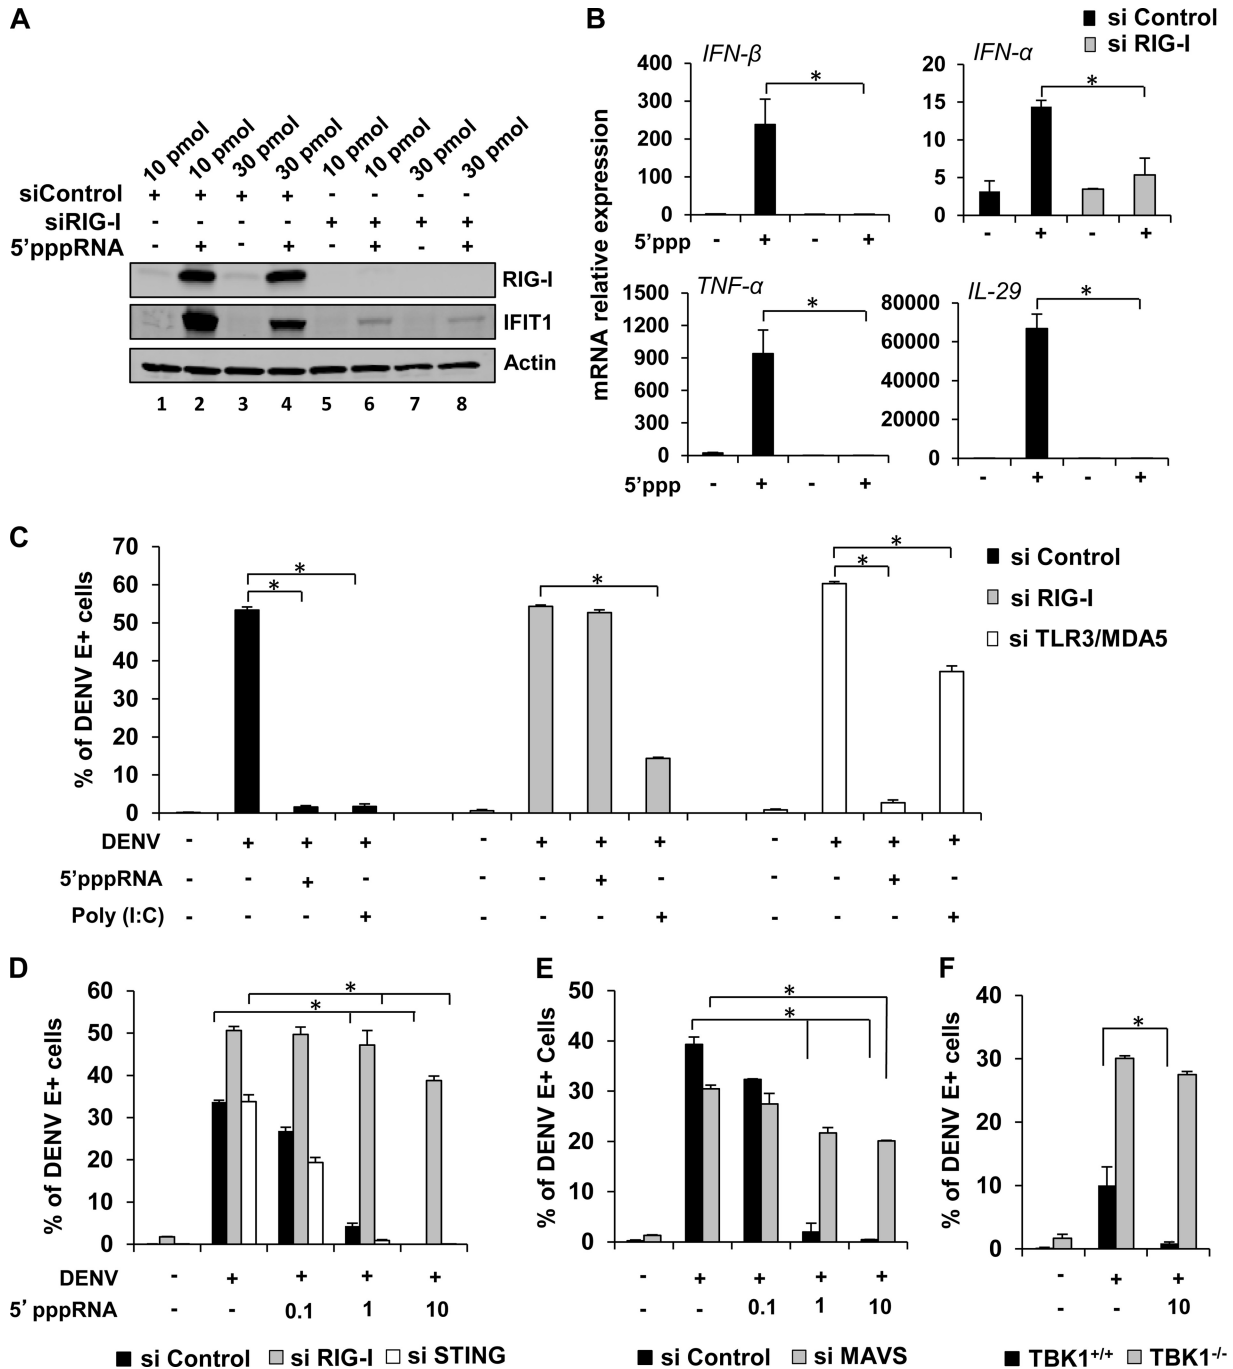 A
10 pmol 10 pmol 30 pmol 30 pmol 10 pmol 10 pmol 30 pmol 30 pmol
siControl + + + + - - - -
siRIG-I - - - - + + + +
5’pppRNA - + - + - + - +
RIG-I
IFIT1
Actin
1 2 3 4 5 6 7 8
B
si Control
si RIG-I
mRNA relative expression
IFN-β
400
300
200
100
0
*
5’ppp - + - +
IFN-α
20
15
10
5
0
*
- + - +
TNF-α
1500
1200
900
600
300
0
*
5’ppp - + - +
IL-29
80000
60000
40000
20000
0
*
- + - +
C
% of DENV E+ cells
70
60
50
40
30
20
10
0
* * * * *
si Control
si RIG-I
si TLR3/MDA5
DENV - + + + - + + + - + + +
5’pppRNA - - + - - - + - - - + -
Poly (I:C) - - - + - - - + - - - +
D
% of DENV E+ cells
60
50
40
30
20
10
0
*
*
DENV - + + + +
5’ pppRNA - - 0.1 1 10
si Control si RIG-I si STING
E
% of DENV E+ Cells
50
40
30
20
10
0
*
*
- + + + +
- - 0.1 1 10
si Control si MAVS
F
% of DENV E+ cells
40
30
20
10
0
*
- + +
- - 10
TBK1+/+ TBK1-/-